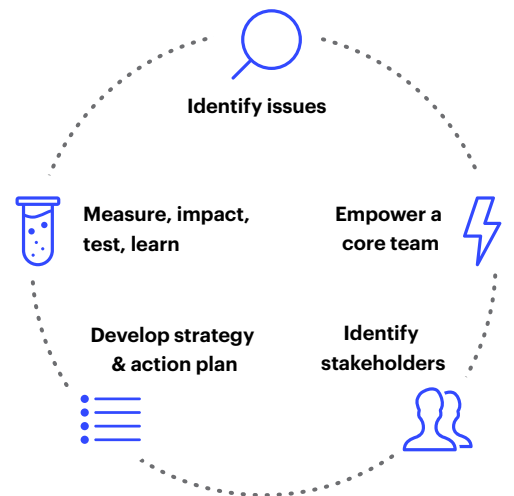 Identify issues
Empower a
core team
Identify
stakeholders
Develop strategy
& action plan
Measure, impact,
test, learn